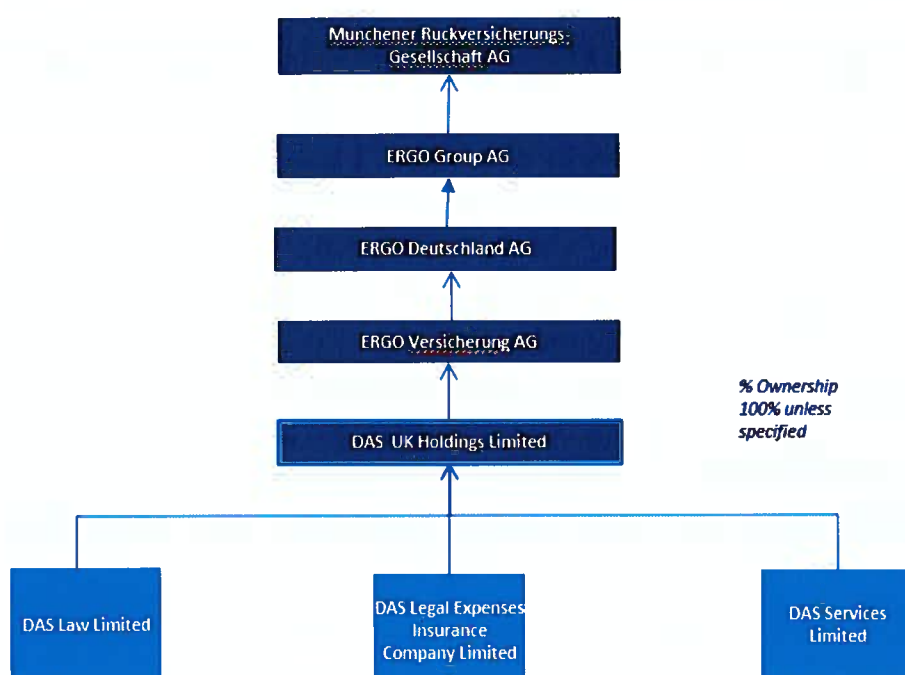 Munchener Ruckversicherungs-
Gesellschaft AG
ERGO Group AG
ERGO Deutschland AG
ERGO Versicherung AG
% Ownership
100% unless
specified
DAS UK Holdings Limited
DAS Law Limited
DAS Legal Expenses
Insurance
Company Limited
DAS Services
Limited